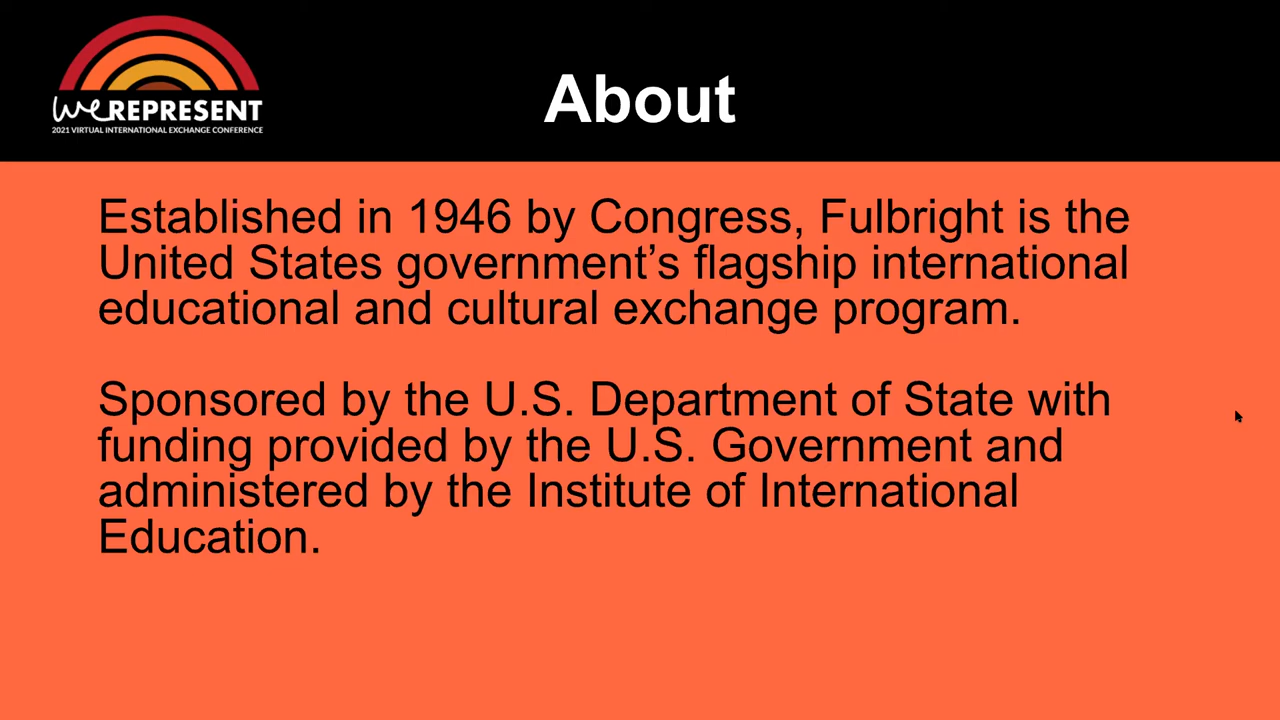 weREPRESENT
2021 VIRTUAL INTERNATIONAL EXCHANGE CONFERENCE
About
Established in 1946 by Congress, Fulbright is the
United States government’s flagship international
educational and cultural exchange program.
Sponsored by the U.S. Department of State with
funding provided by the U.S. Government and
administered by the Institute of International
Education.